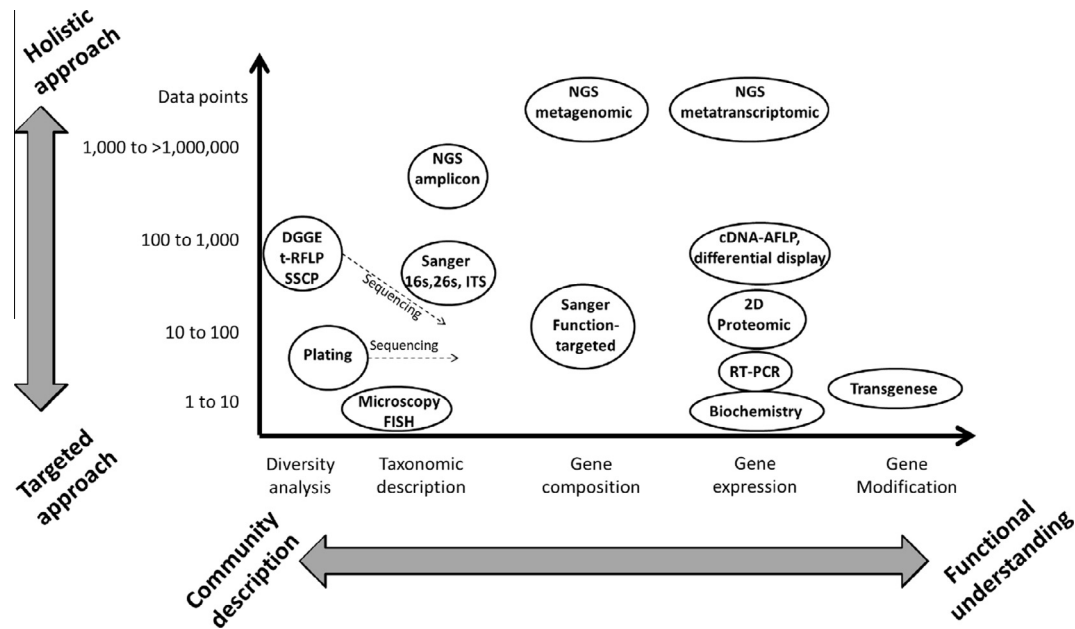 Holistic
approach
Data points
1,000 to >1,000,000
100 to 1,000
10 to 100
1 to 10
Targeted
approach
NGS
metagenomic
NGS
metatranscriptomic
NGS
amplicon
DGGE
t-RFLP
SSCP
Sequencing
Sanger
16s,26s, ITS
cDNA-AFLP,
differential display
Sanger
Function-
targeted
2D
Proteomic
Plating
Sequencing
RT-PCR
Transgenese
Microscopy
FISH
Biochemistry
Diversity
analysis
Taxonomic
description
Gene
composition
Gene
expression
Gene
Modification
Community
description
Functional
understanding